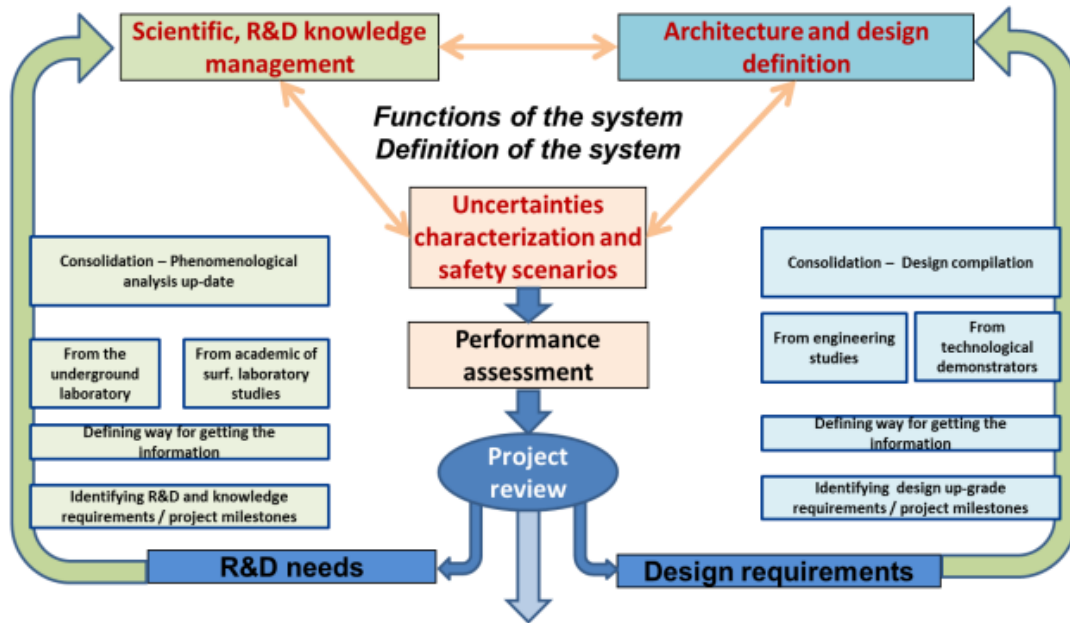 Scientific, R&D knowledge
management
Architecture and design
definition
Functions of the system
Definition of the system
Uncertainties
characterization and
safety scenarios
Consolidation – Phenomenological
analysis up-date
Consolidation – Design compilation
From the
underground
laboratory
From academic of
surf. laboratory
studies
Performance
assessment
From engineering
studies
From
technological
demonstrators
Defining way for getting the
information
Defining way for getting the
information
Project
review
Identifying R&D and knowledge
requirements / project milestones
Identifying design up-grade
requirements / project milestones
R&D needs
Design requirements